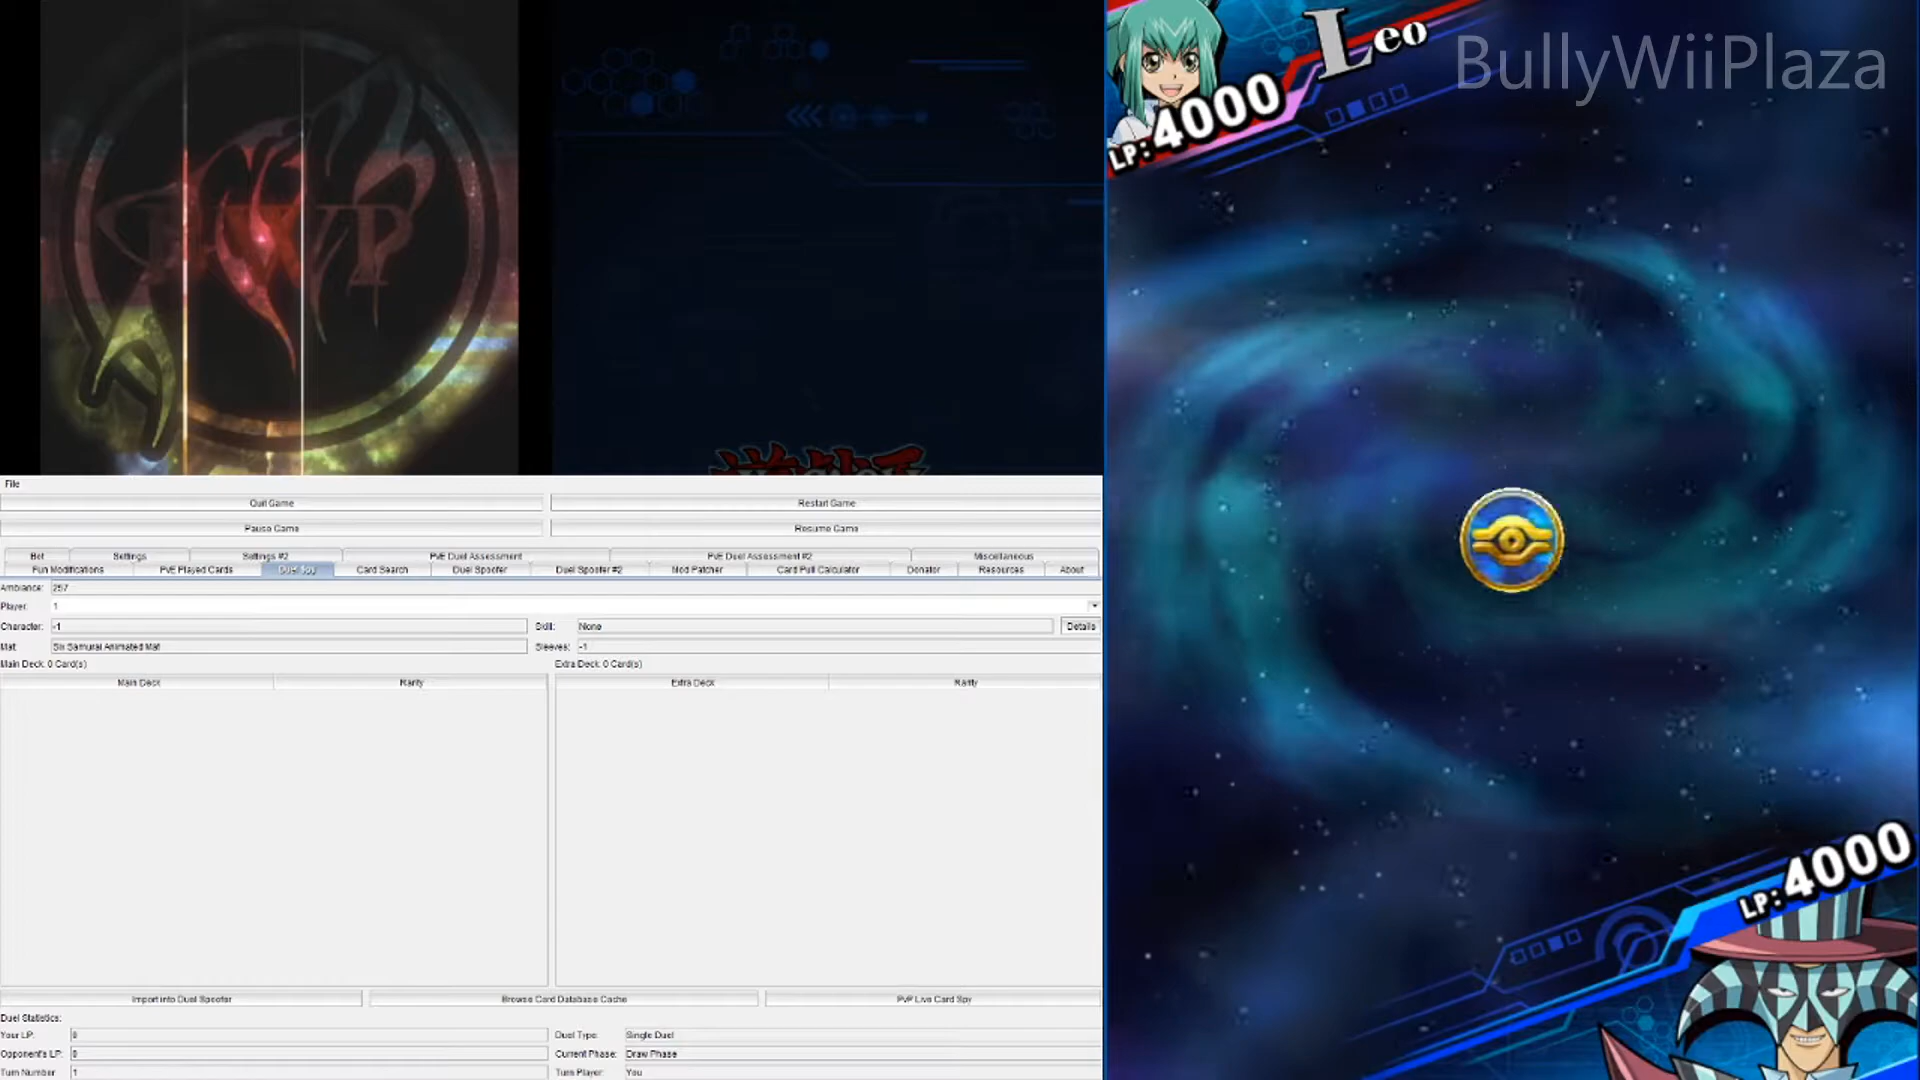 BWP
Leo
BullyWiiPlaza
LP:4000
File
Quit Game
Restart Game
Pause Game
Resume Game
Bot
Settings
Settings #2
PvE Duel Assessment
PvE Duel Assessment #2
Miscellaneous
Fun Modifications
PvE Played Cards
Duel Spy
Card Search
Duel Spoofer
Duel Spoofer #2
Mod Patcher
Card Pull Calculator
Donator
Resources
About
Ambiance: 257
Player: 1
Character: -1
Skill: None
Details
Mat: Six Samurai Animated Mat
Sleeves: -1
Main Deck: 0 Card(s)
Extra Deck: 0 Card(s)
Main Deck
Rarity
Extra Deck
Rarity
LP:4000
Import into Duel Spoofer
Browse Card Database Cache
PvP Live Card Spy
Duel Statistics:
Your LP: 0
Duel Type: Single Duel
Opponent's LP: 0
Current Phase: Draw Phase
Turn Number 1
Turn Player: You